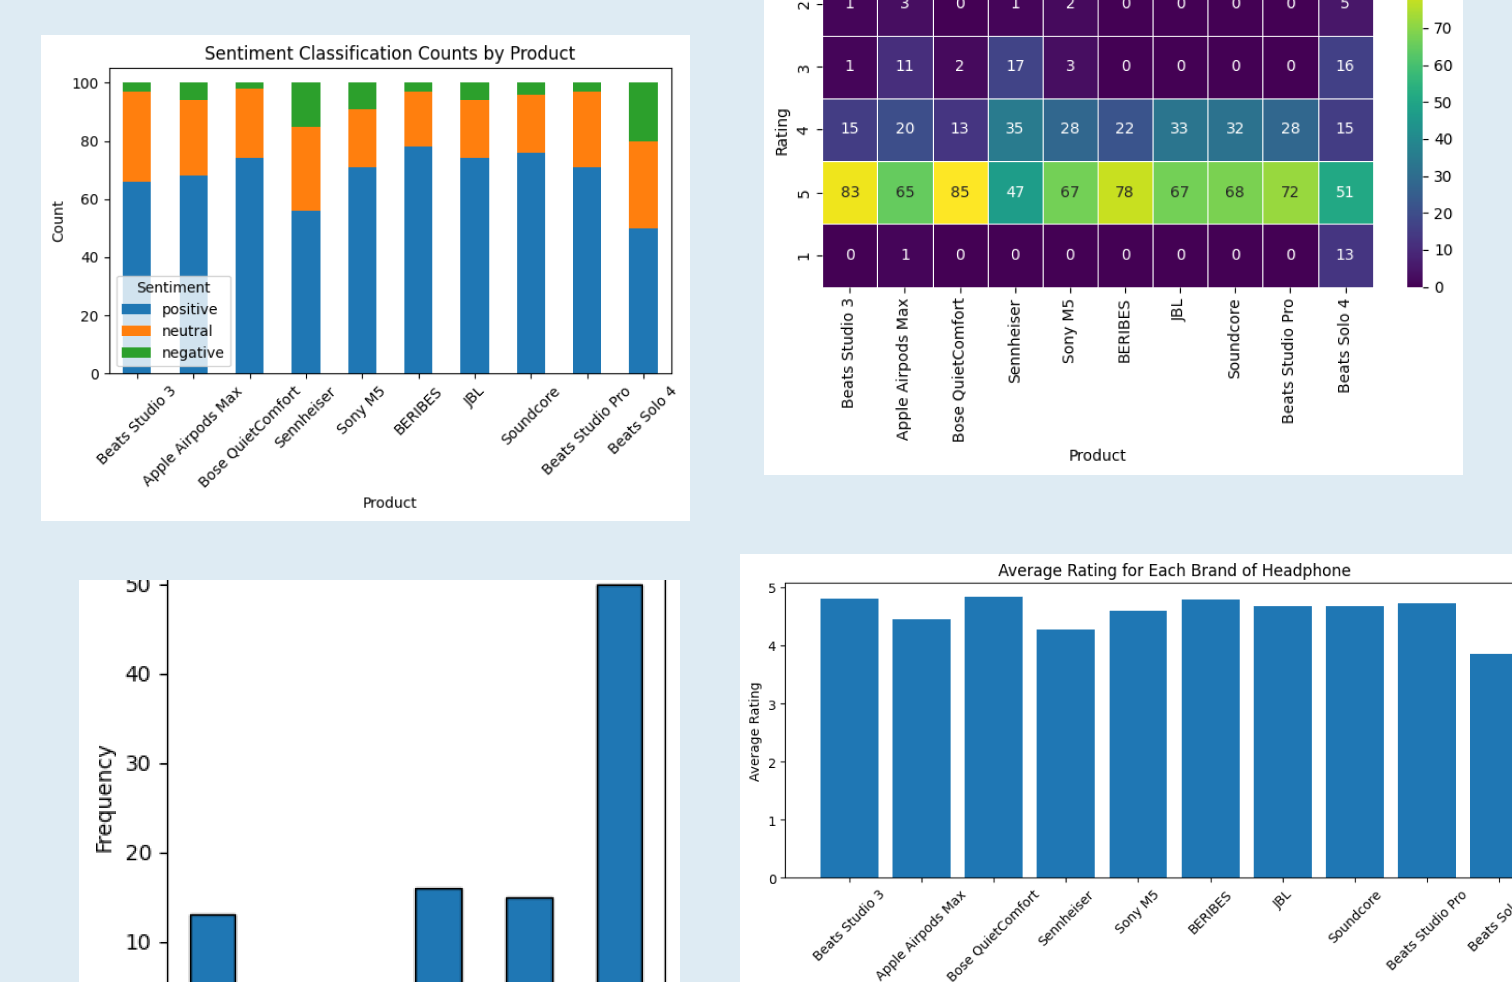 Sentiment Classification Counts by Product
100
80
60
40
20
0
Count
Sentiment
positive
neutral
negative
Beats Studio 3
Apple Airpods Max
Bose QuietComfort
Sennheiser
Sony M5
BERIBES
JBL
Soundcore
Beats Studio Pro
Beats Solo 4
Product
2 1 3 0 1 2 0 0 0 0 5
3 1 11 2 17 3 0 0 0 0 16
4 15 20 13 35 28 22 33 32 28 15
5 83 65 85 47 67 78 67 68 72 51
1 0 1 0 0 0 0 0 0 0 13
Rating
70
60
50
40
30
20
10
0
Beats Studio 3
Apple Airpods Max
Bose QuietComfort
Sennheiser
Sony M5
BERIBES
JBL
Soundcore
Beats Studio Pro
Beats Solo 4
Product
50
40
30
20
10
Frequency
Average Rating for Each Brand of Headphone
5
4
3
2
1
0
Average Rating
Beats Studio 3
Apple Airpods Max
Bose QuietComfort
Sennheiser
Sony M5
BERIBES
JBL
Soundcore
Beats Studio Pro
Beats